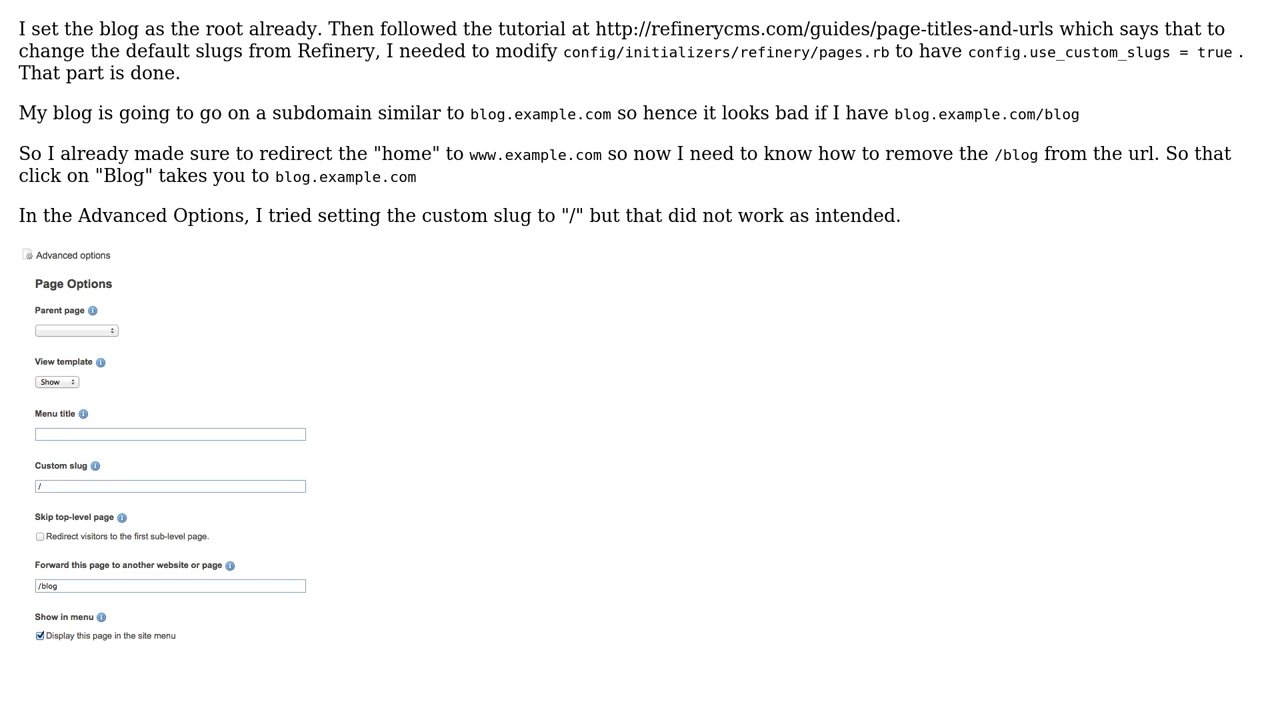 I set the blog as the root already. Then followed the tutorial at http://refinerycms.com/guides/page-titles-and-urls which says that to
change the default slugs from Refinery, I needed to modify config/initializers/refinery/pages.rb to have config.use_custom_slugs = true .
That part is done.
My blog is going to go on a subdomain similar to blog.example.com so hence it looks bad if I have blog.example.com/blog
So I already made sure to redirect the "home" to www.example.com so now I need to know how to remove the /blog from the url. So that
click on "Blog" takes you to blog.example.com
In the Advanced Options, I tried setting the custom slug to "/" but that did not work as intended.
Advanced options
Page Options
Parent page
View template
Show
Menu title
Custom slug
/
Skip top-level page
Redirect visitors to the first sub-level page.
Forward this page to another website or page
/blog
Show in menu
Display this page in the site menu